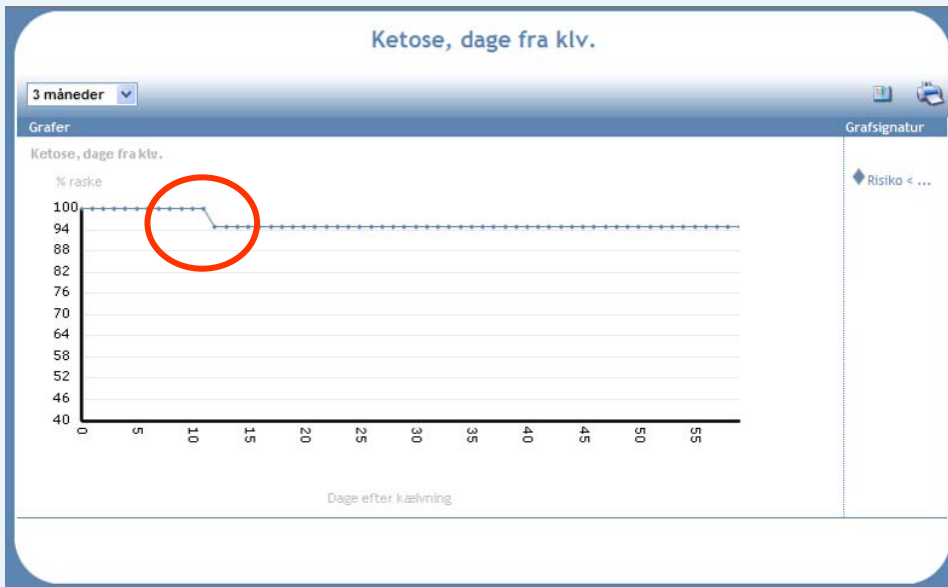 Ketose, dage fra klv.
3 måneder
Grafer
Grafsignatur
Ketose, dage fra klv.
% raske
Risiko < ...
100
94
88
82
76
70
64
58
52
46
40
0 5 10 15 20 25 30 35 40 45 50 55
Dage efter kælvning